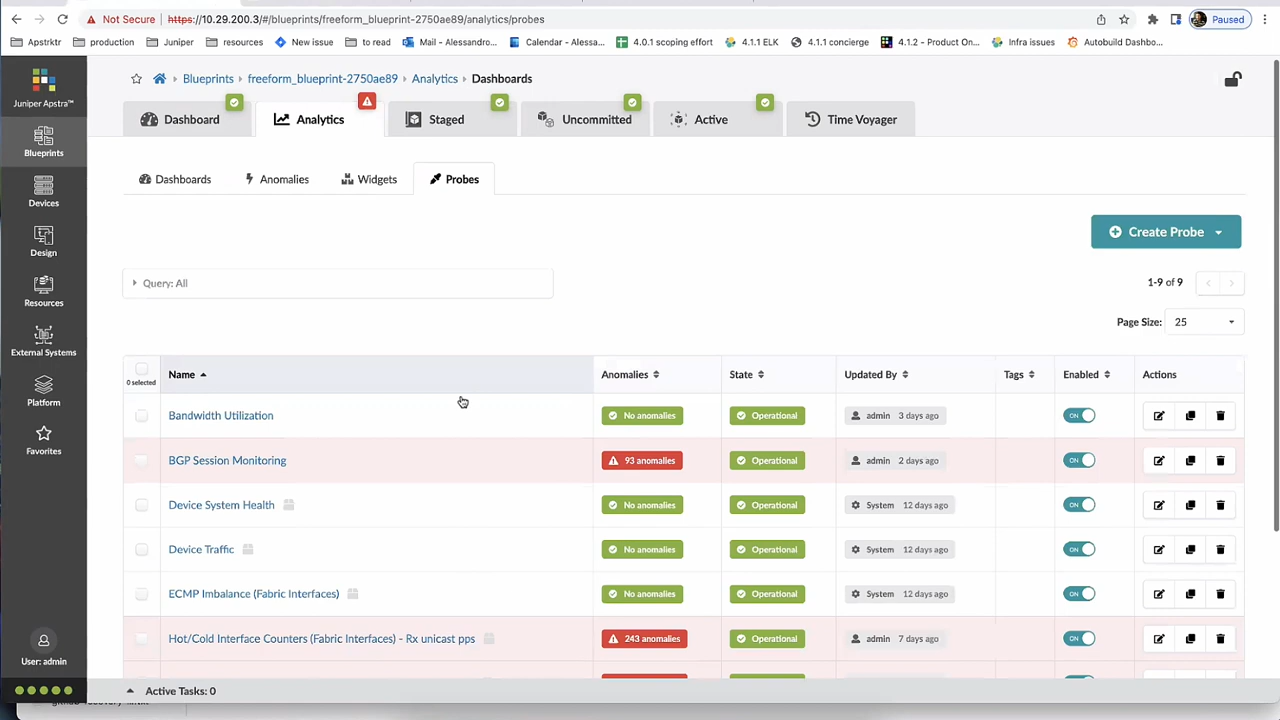 Not Secure https://10.29.200.3/#/blueprints/freeform_blueprint-2750ae89/analytics/probes Paused
Apstrktr production Juniper resources New issue to read Mail – Alessandro... Calendar - Alessa... 4.0.1 scoping effort 4.1.1 ELK 4.1.1 concierge 4.1.2 - Product On... Infra issues Autobuild Dashbo...
Juniper Apstra™
Blueprints
Devices
Design
Resources
External Systems
Platform
Favorites
User: admin
Blueprints freeform_blueprint-2750ae89 Analytics Dashboards
Dashboard Analytics Staged Uncommitted Active Time Voyager
Dashboards Anomalies Widgets Probes
Create Probe
Query: All
1-9 of 9
Page Size: 25
0 selected Name Anomalies State Updated By Tags Enabled Actions
Bandwidth Utilization No anomalies Operational admin 3 days ago ON
BGP Session Monitoring 93 anomalies Operational admin 2 days ago ON
Device System Health No anomalies Operational System 12 days ago ON
Device Traffic No anomalies Operational System 12 days ago ON
ECMP Imbalance (Fabric Interfaces) No anomalies Operational System 12 days ago ON
Hot/Cold Interface Counters (Fabric Interfaces) - Rx unicast pps 243 anomalies Operational admin 7 days ago ON
Active Tasks: 0